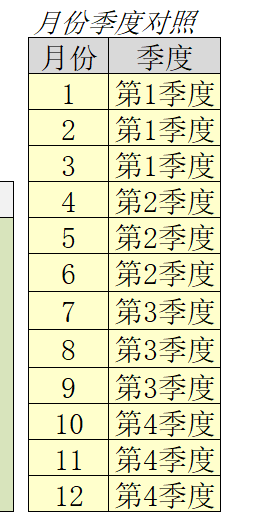 月份季度对照
月份 季度
1 第1季度
2 第1季度
3 第1季度
4 第2季度
5 第2季度
6 第2季度
7 第3季度
8 第3季度
9 第3季度
10 第4季度
11 第4季度
12 第4季度